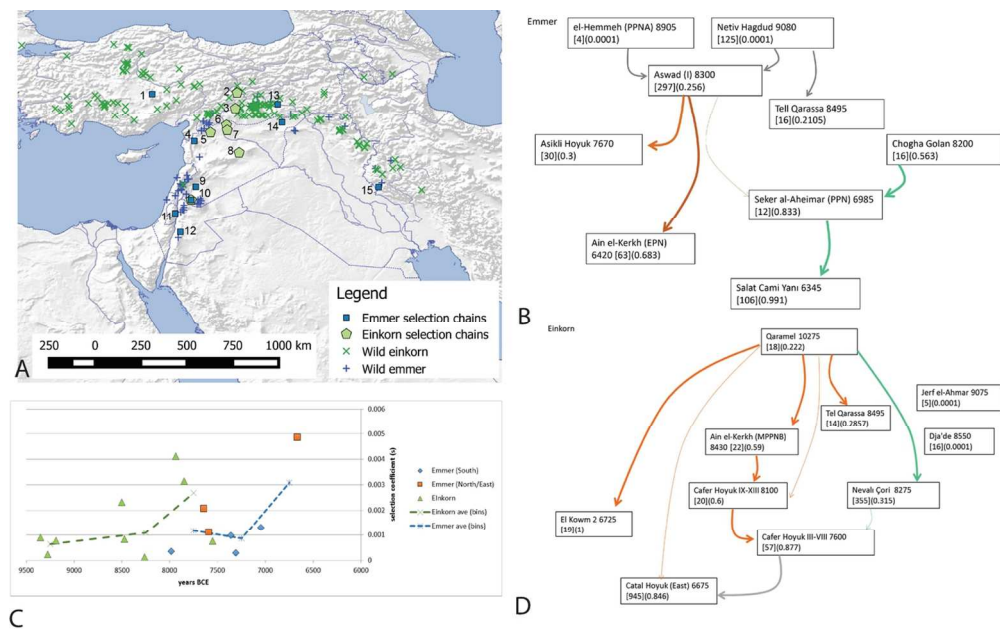 1
2
3
4
5
6
7
8
9
10
11
12
13
14
15
Legend
Emmer selection chains
Einkorn selection chains
Wild einkorn
Wild emmer
250 0 250 500 750 1000 km
A
Emmer
el-Hemmeh (PPNA) 8905
[4](0.0001)
Netiv Hagdud 9080
[125](0.0001)
Aswad (I) 8300
[297](0.256)
Tell Qarassa 8495
[16](0.2105)
Asikli Hoyuk 7670
[30](0.3)
Chogha Golan 8200
[16](0.563)
Seker al-Aheimar (PPN) 6985
[12](0.833)
Ain el-Kerkh (EPN)
6420 [63](0.683)
Salat Cami Yanı 6345
[106](0.991)
B
0.006
0.005
0.004
0.003
0.002
0.001
0
selection coefficient (s)
9500 9000 8500 8000 7500 7000 6500 6000
years BCE
Emmer (South)
Emmer (North/East)
EInkorn
Einkorn ave (bins)
Emmer ave (bins)
C
Einkorn
Qaramel 10275
[18](0.222)
Jerf el-Ahmar 9075
[5](0.0001)
Tel Qarassa 8495
[14](0.2857)
Dja'de 8550
[16](0.0001)
Ain el-Kerkh (MPPNB)
8430 [22](0.59)
Cafer Hoyuk IX-XIII 8100
[20](0.6)
Nevalı Çori 8275
[355](0.315)
El Kowm 2 6725
[19](1)
Cafer Hoyuk III-VIII 7600
[57](0.877)
Catal Hoyuk (East) 6675
[945](0.846)
D